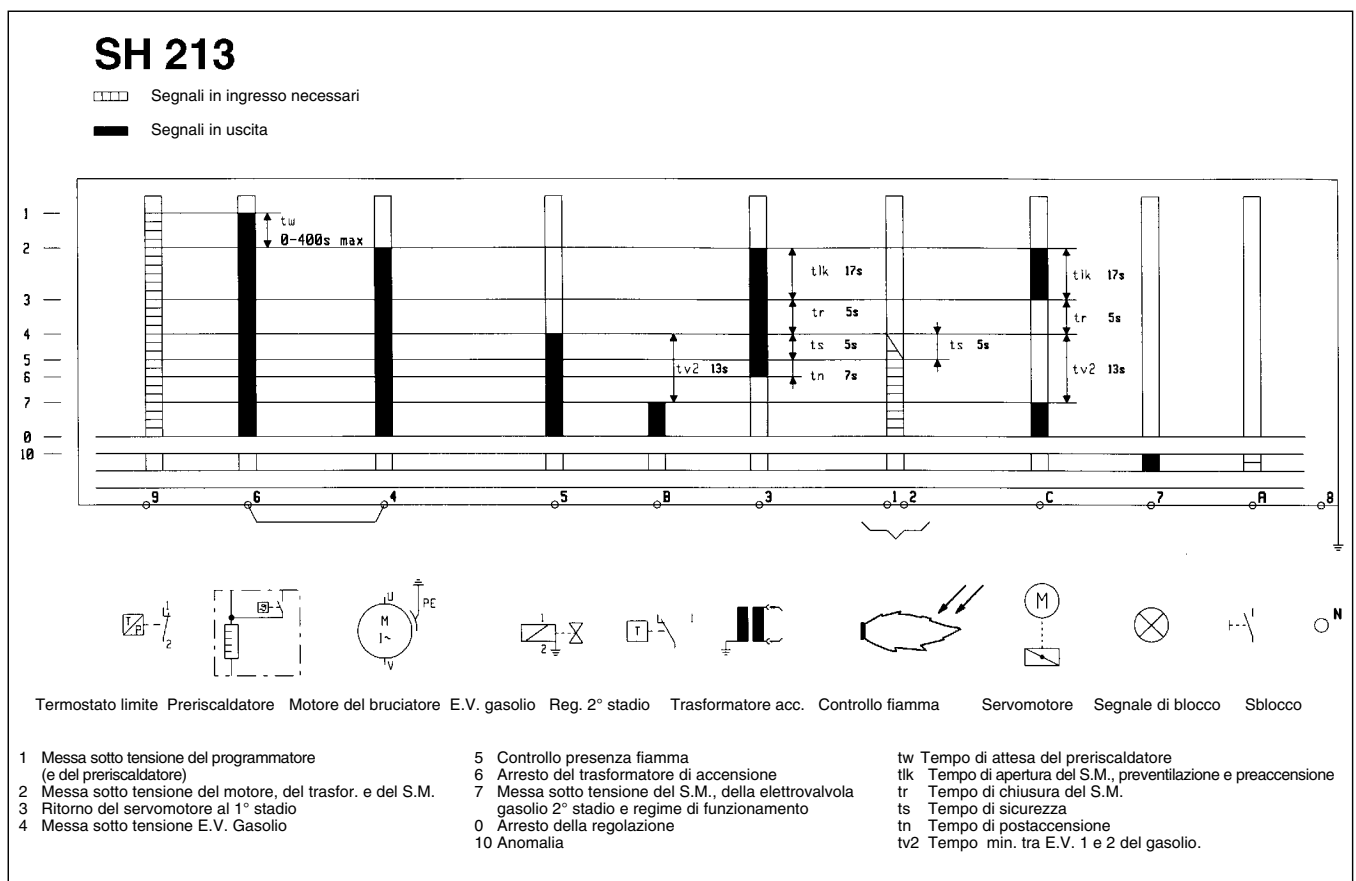 SH 213
Segnali in ingresso necessari
Segnali in uscita
1
2
3
4
5
6
7
0
10
tw
0-400s max
tv2 13s
tlk 17s
tr 5s
ts 5s
tn 7s
ts 5s
tlk 17s
tr 5s
tv2 13s
9 6 4 5 B 3 1 2 C 7 A 8
T P 1 2
U M 1~ V PE
1 2
T 1
M
1
N
Termostato limite Preriscaldatore Motore del bruciatore E.V. gasolio Reg. 2° stadio Trasformatore acc. Controllo fiamma Servomotore Segnale di blocco Sblocco
1 Messa sotto tensione del programmatore
(e del preriscaldatore)
2 Messa sotto tensione del motore, del trasfor. e del S.M.
3 Ritorno del servomotore al 1° stadio
4 Messa sotto tensione E.V. Gasolio
5 Controllo presenza fiamma
6 Arresto del trasformatore di accensione
7 Messa sotto tensione del S.M., della elettrovalvola
gasolio 2° stadio e regime di funzionamento
0 Arresto della regolazione
10 Anomalia
tw Tempo di attesa del preriscaldatore
tlk Tempo di apertura del S.M., preventilazione e preaccensione
tr Tempo di chiusura del S.M.
ts Tempo di sicurezza
tn Tempo di postaccensione
tv2 Tempo min. tra E.V. 1 e 2 del gasolio.